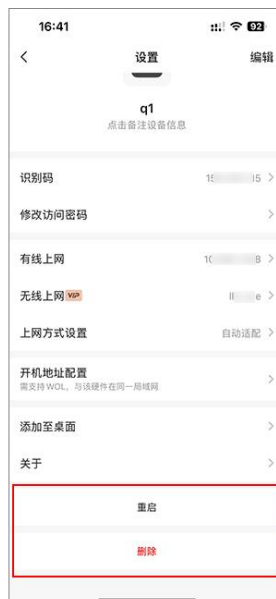 16:41
92
设置
编辑
q1
点击备注设备信息
识别码
修改访问密码
有线上网
无线上网 VIP
上网方式设置 自动适配
开机地址配置
需支持WOL，与该硬件在同一局域网
添加至桌面
关于
重启
删除